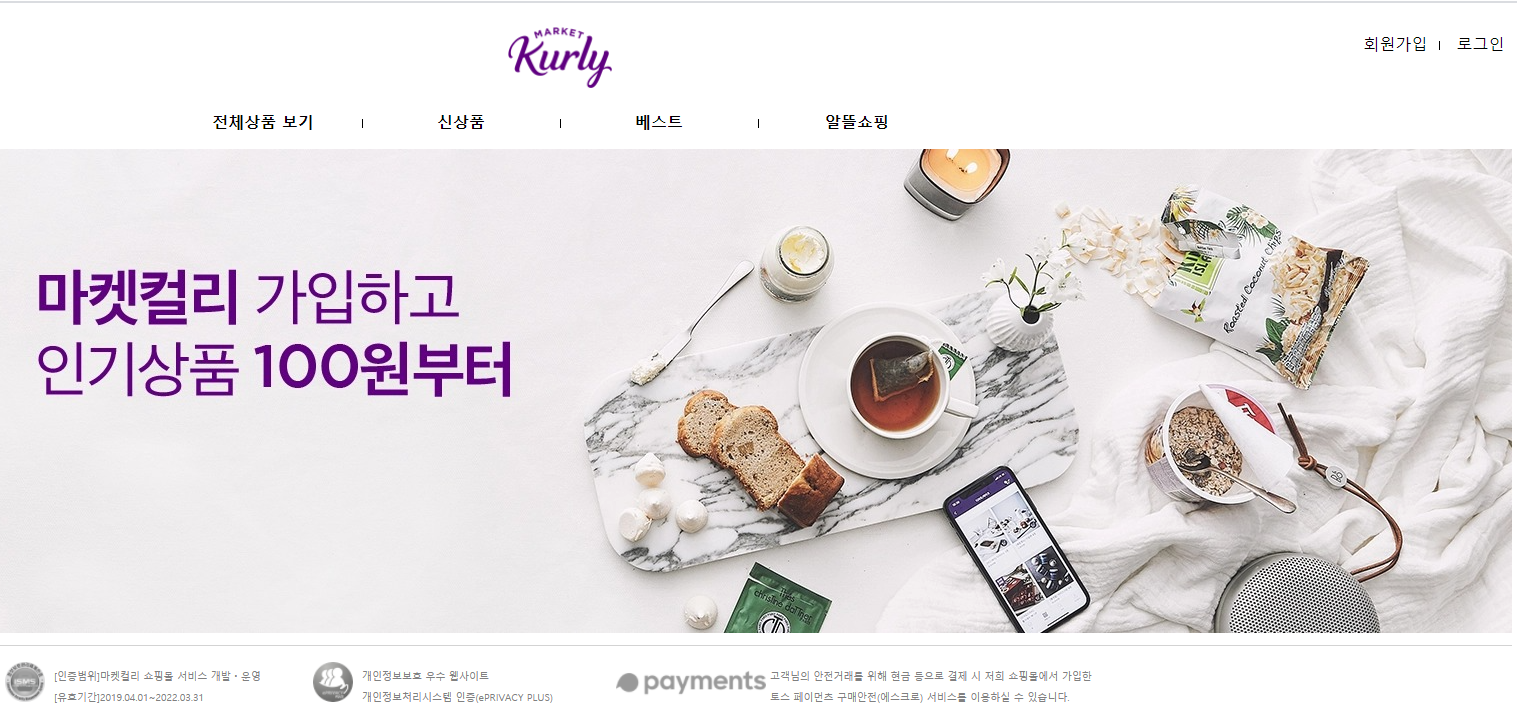 MARKET
Kurly
회원가입 로그인
전체상품 보기 신상품 베스트 알뜰쇼핑
마켓컬리 가입하고
인기상품 100원부터
Roasted Coconut Chips
ISMS
[인증범위]마켓컬리 쇼핑몰 서비스 개발・운영
[유효기간]2019.04.01~2022.03.31
개인정보보호 우수 웹사이트
개인정보처리시스템 인증(ePRIVACY PLUS)
payments
고객님의 안전거래를 위해 현금 등으로 결제 시 저희 쇼핑몰에서 가입한
토스 페이먼츠 구매안전(에스크로) 서비스를 이용하실 수 있습니다.